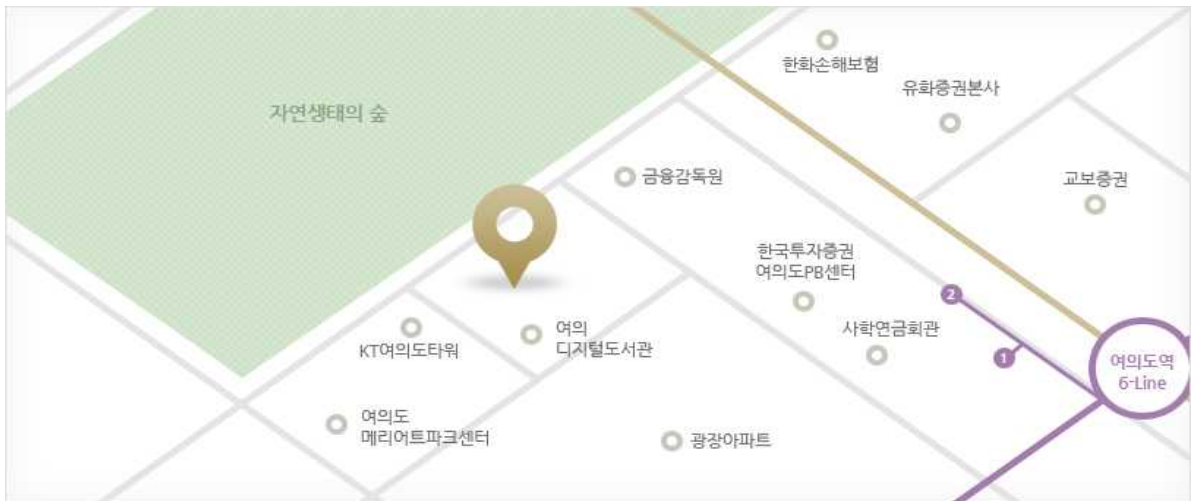 한화손해보험
유화증권본사
자연생태의 숲
금융감독원
교보증권
한국투자증권
여의도PB센터
2
사학연금회관
KT여의도타워
여의
디지털도서관
1
여의도역
6-Line
여의도
메리어트파크센터
광장아파트